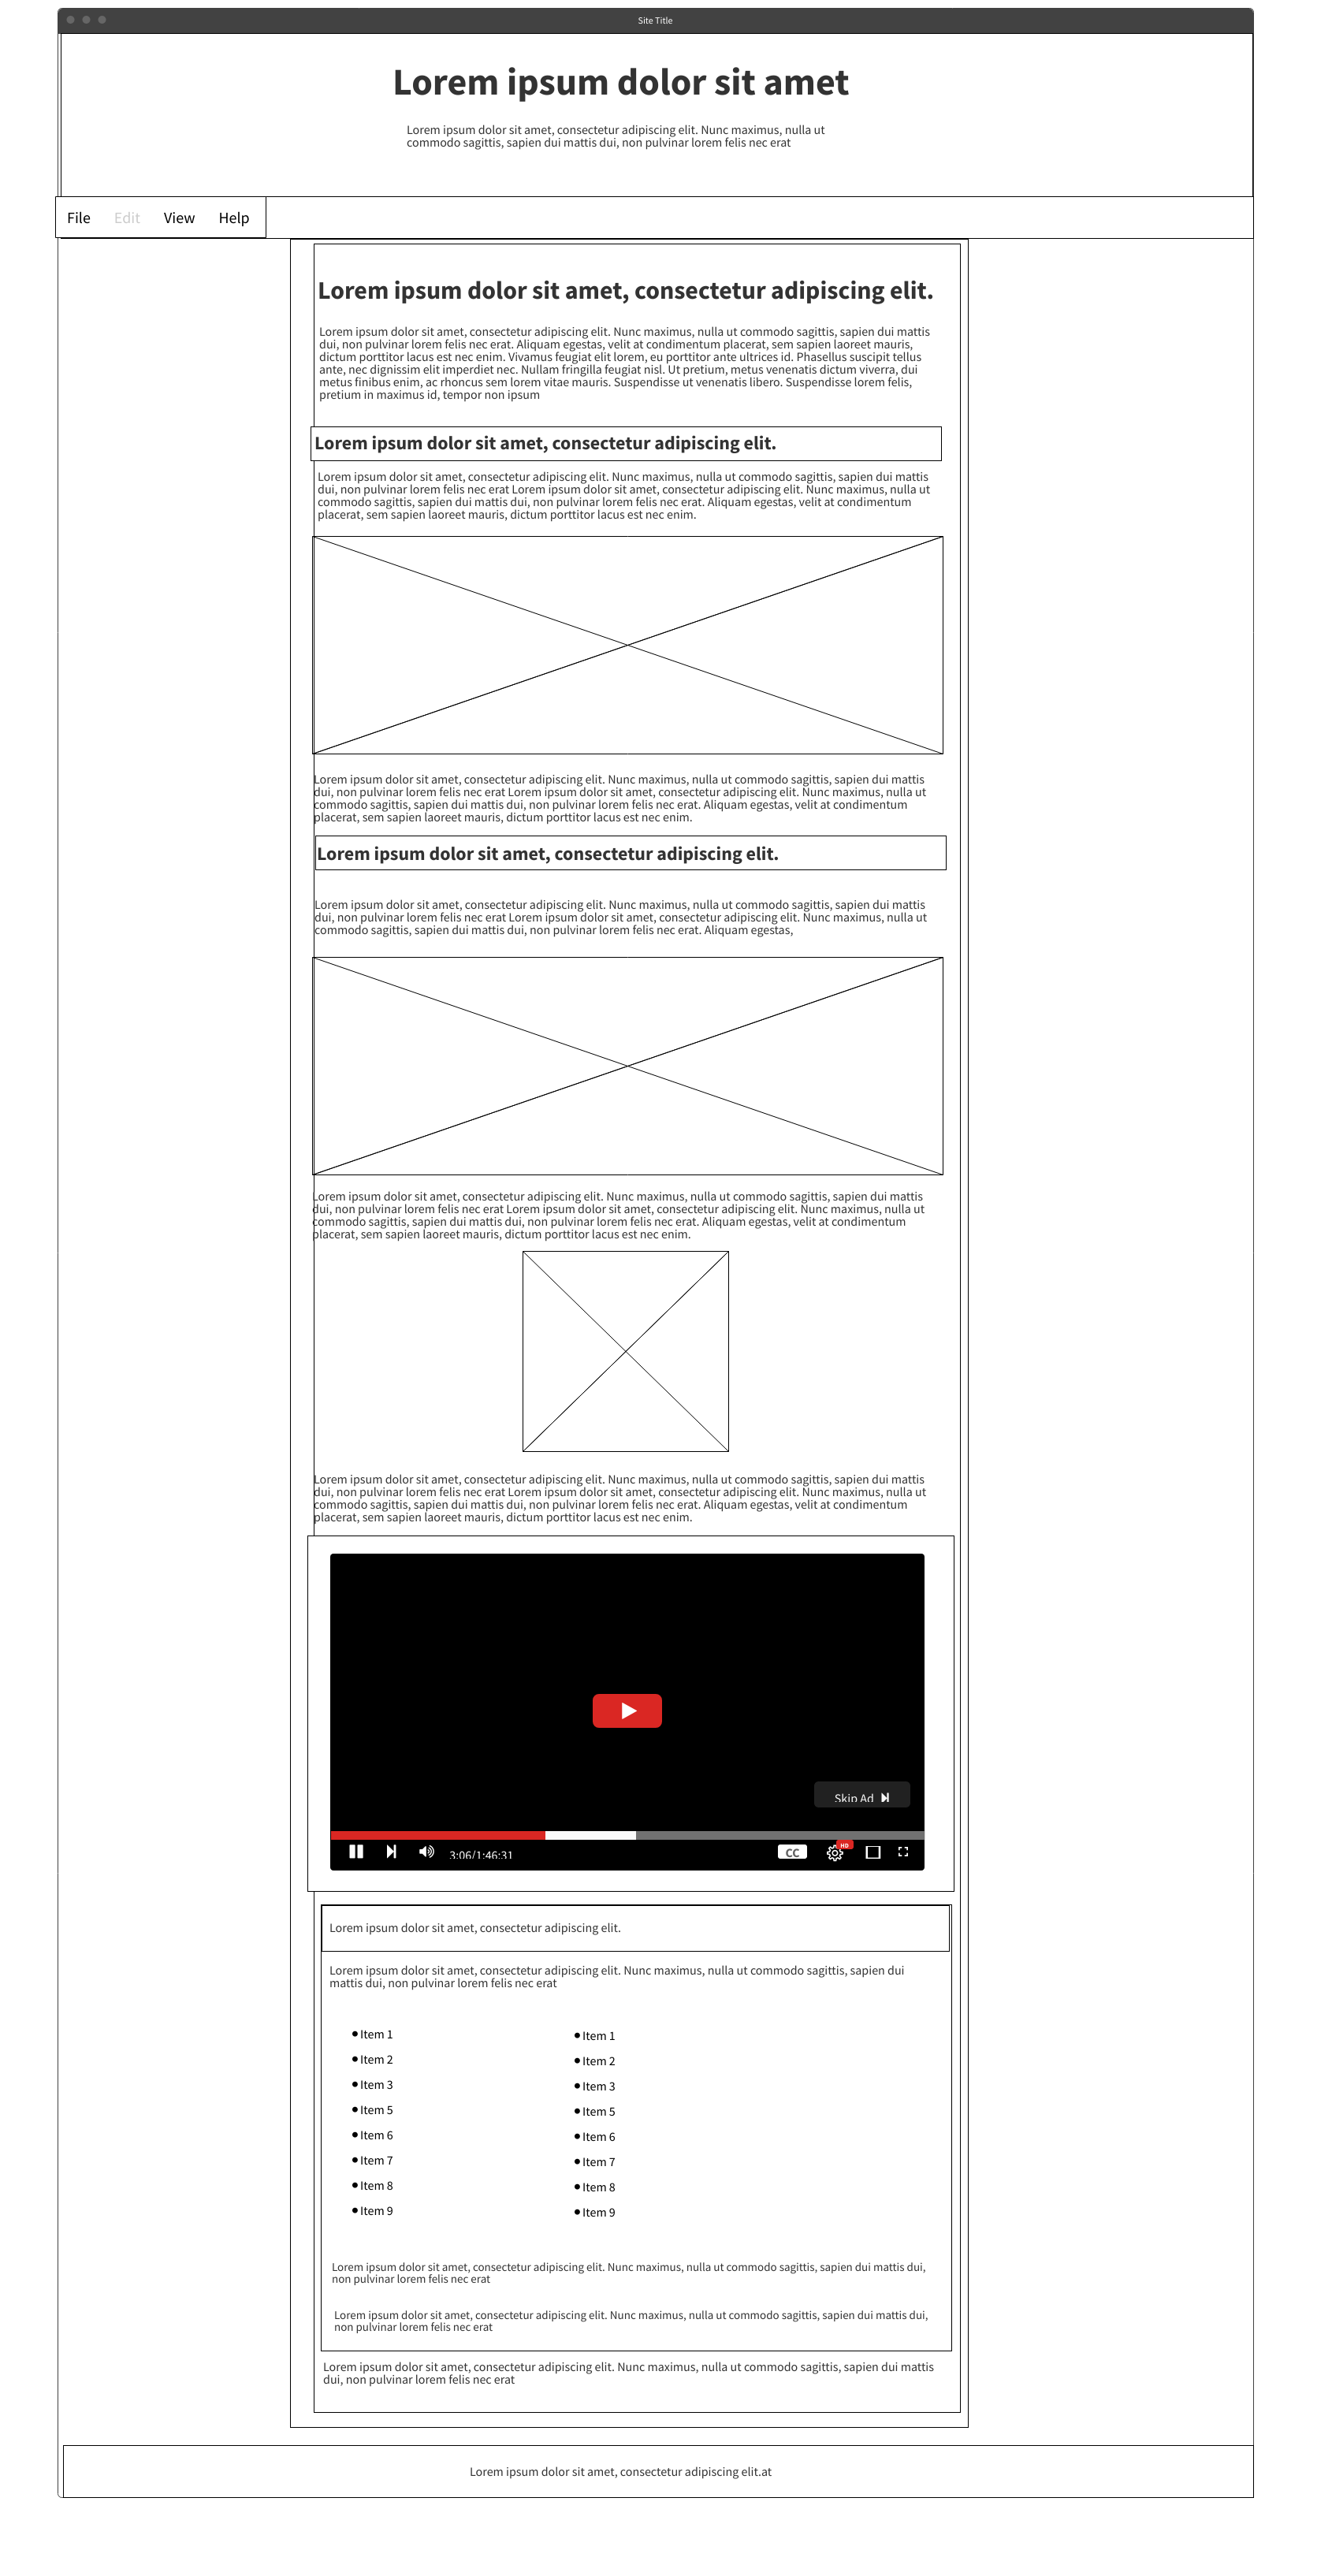 Site Title
Lorem ipsum dolor sit amet
Lorem ipsum dolor sit amet, consectetur adipiscing elit. Nunc maximus, nulla ut
commodo sagittis, sapien dui mattis dui, non pulvinar lorem felis nec erat
File Edit View Help
Lorem ipsum dolor sit amet, consectetur adipiscing elit.
Lorem ipsum dolor sit amet, consectetur adipiscing elit. Nunc maximus, nulla ut commodo sagittis, sapien dui mattis
dui, non pulvinar lorem felis nec erat. Aliquam egestas, velit at condimentum placerat, sem sapien laoreet mauris,
dictum porttitor lacus est nec enim. Vivamus feugiat elit lorem, eu porttitor ante ultrices id. Phasellus suscipit tellus
ante, nec dignissim elit imperdiet nec. Nullam fringilla feugiat nisl. Ut pretium, metus venenatis dictum viverra, dui
metus finibus enim, ac rhoncus sem lorem vitae mauris. Suspendisse ut venenatis libero. Suspendisse lorem felis,
pretium in maximus id, tempor non ipsum
Lorem ipsum dolor sit amet, consectetur adipiscing elit.
Lorem ipsum dolor sit amet, consectetur adipiscing elit. Nunc maximus, nulla ut commodo sagittis, sapien dui mattis
dui, non pulvinar lorem felis nec erat Lorem ipsum dolor sit amet, consectetur adipiscing elit. Nunc maximus, nulla ut
commodo sagittis, sapien dui mattis dui, non pulvinar lorem felis nec erat. Aliquam egestas, velit at condimentum
placerat, sem sapien laoreet mauris, dictum porttitor lacus est nec enim.
Lorem ipsum dolor sit amet, consectetur adipiscing elit. Nunc maximus, nulla ut commodo sagittis, sapien dui mattis
dui, non pulvinar lorem felis nec erat Lorem ipsum dolor sit amet, consectetur adipiscing elit. Nunc maximus, nulla ut
commodo sagittis, sapien dui mattis dui, non pulvinar lorem felis nec erat. Aliquam egestas, velit at condimentum
placerat, sem sapien laoreet mauris, dictum porttitor lacus est nec enim.
Lorem ipsum dolor sit amet, consectetur adipiscing elit.
Lorem ipsum dolor sit amet, consectetur adipiscing elit. Nunc maximus, nulla ut commodo sagittis, sapien dui mattis
dui, non pulvinar lorem felis nec erat Lorem ipsum dolor sit amet, consectetur adipiscing elit. Nunc maximus, nulla ut
commodo sagittis, sapien dui mattis dui, non pulvinar lorem felis nec erat. Aliquam egestas,
Lorem ipsum dolor sit amet, consectetur adipiscing elit. Nunc maximus, nulla ut commodo sagittis, sapien dui mattis
dui, non pulvinar lorem felis nec erat Lorem ipsum dolor sit amet, consectetur adipiscing elit. Nunc maximus, nulla ut
commodo sagittis, sapien dui mattis dui, non pulvinar lorem felis nec erat. Aliquam egestas, velit at condimentum
placerat, sem sapien laoreet mauris, dictum porttitor lacus est nec enim.
Lorem ipsum dolor sit amet, consectetur adipiscing elit. Nunc maximus, nulla ut commodo sagittis, sapien dui mattis
dui, non pulvinar lorem felis nec erat Lorem ipsum dolor sit amet, consectetur adipiscing elit. Nunc maximus, nulla ut
commodo sagittis, sapien dui mattis dui, non pulvinar lorem felis nec erat. Aliquam egestas, velit at condimentum
placerat, sem sapien laoreet mauris, dictum porttitor lacus est nec enim.
Skip Ad
3:06/1:46:31 CC HD
Lorem ipsum dolor sit amet, consectetur adipiscing elit.
Lorem ipsum dolor sit amet, consectetur adipiscing elit. Nunc maximus, nulla ut commodo sagittis, sapien dui
mattis dui, non pulvinar lorem felis nec erat
Item 1
Item 2
Item 3
Item 5
Item 6
Item 7
Item 8
Item 9
Item 1
Item 2
Item 3
Item 5
Item 6
Item 7
Item 8
Item 9
Lorem ipsum dolor sit amet, consectetur adipiscing elit. Nunc maximus, nulla ut commodo sagittis, sapien dui mattis dui,
non pulvinar lorem felis nec erat
Lorem ipsum dolor sit amet, consectetur adipiscing elit. Nunc maximus, nulla ut commodo sagittis, sapien dui mattis dui,
non pulvinar lorem felis nec erat
Lorem ipsum dolor sit amet, consectetur adipiscing elit. Nunc maximus, nulla ut commodo sagittis, sapien dui mattis
dui, non pulvinar lorem felis nec erat
Lorem ipsum dolor sit amet, consectetur adipiscing elit.at